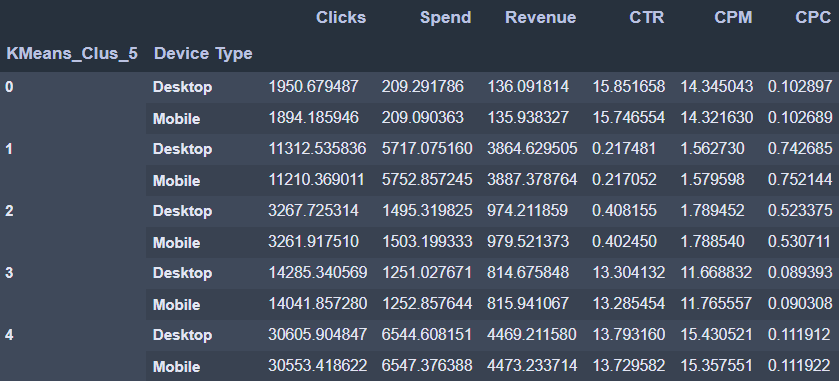 Clicks Spend Revenue CTR CPM CPC
KMeans_Clus_5 Device Type
0 Desktop 1950.679487 209.291786 136.091814 15.851658 14.345043 0.102897
Mobile 1894.185946 209.090363 135.938327 15.746554 14.321630 0.102689
1 Desktop 11312.535836 5717.075160 3864.629505 0.217481 1.562730 0.742685
Mobile 11210.369011 5752.857245 3887.378764 0.217052 1.579598 0.752144
2 Desktop 3267.725314 1495.319825 974.211859 0.408155 1.789452 0.523375
Mobile 3261.917510 1503.199333 979.521373 0.402450 1.788540 0.530711
3 Desktop 14285.340569 1251.027671 814.675848 13.304132 11.668832 0.089393
Mobile 14041.857280 1252.857644 815.941067 13.285454 11.765557 0.090308
4 Desktop 30605.904847 6544.608151 4469.211580 13.793160 15.430521 0.111912
Mobile 30553.418622 6547.376388 4473.233714 13.729582 15.357551 0.111922